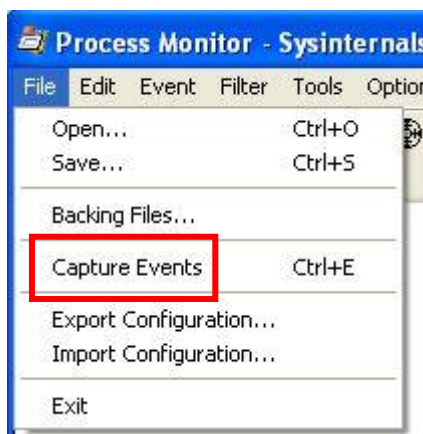 Process Monitor - Sysinternals
File Edit Event Filter Tools Option
Open... Ctrl+O
Save... Ctrl+S
Backing Files...
Capture Events Ctrl+E
Export Configuration...
Import Configuration...
Exit